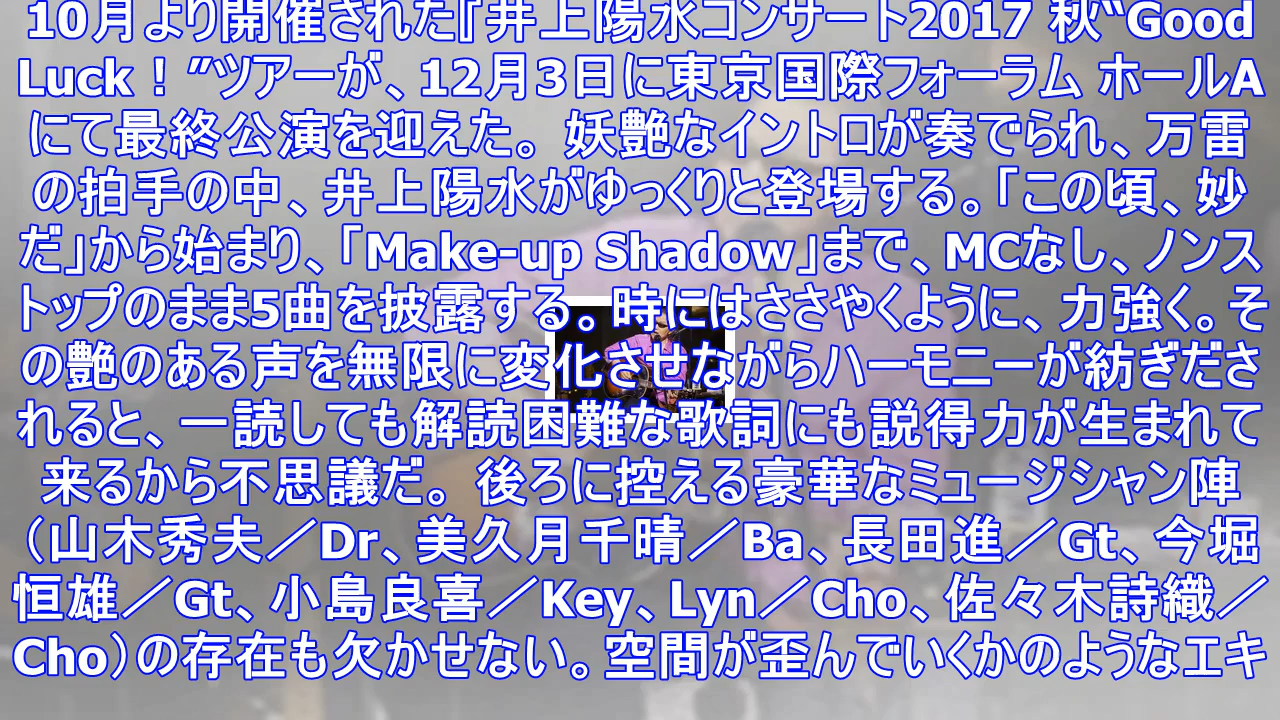 10月より開催された『井上陽水コンサート2017 秋“Good
Luck！”ツアーが、12月3日に東京国際フォーラム ホールA
にて最終公演を迎えた。妖艶なイントロが奏でられ、万雷
の拍手の中、井上陽水がゆっくりと登場する。「この頃、妙
だ」から始まり、「Make-up Shadow」まで、MCなし、ノンス
トップのまま5曲を披露する。時にはささやくように、力強く。そ
の艶のある声を無限に変化させながらハーモニーが紡ぎださ
れると、一読しても解読困難な歌詞にも説得力が生まれて
来るから不思議だ。後ろに控える豪華なミュージシャン陣
（山木秀夫／Dr、美久月千晴／Ba、長田進／Gt、今堀
恒雄／Gt、小島良喜／Key、Lyn／Cho、佐々木詩織／
Cho）の存在も欠かせない。空間が歪んでいくかのようなエキ